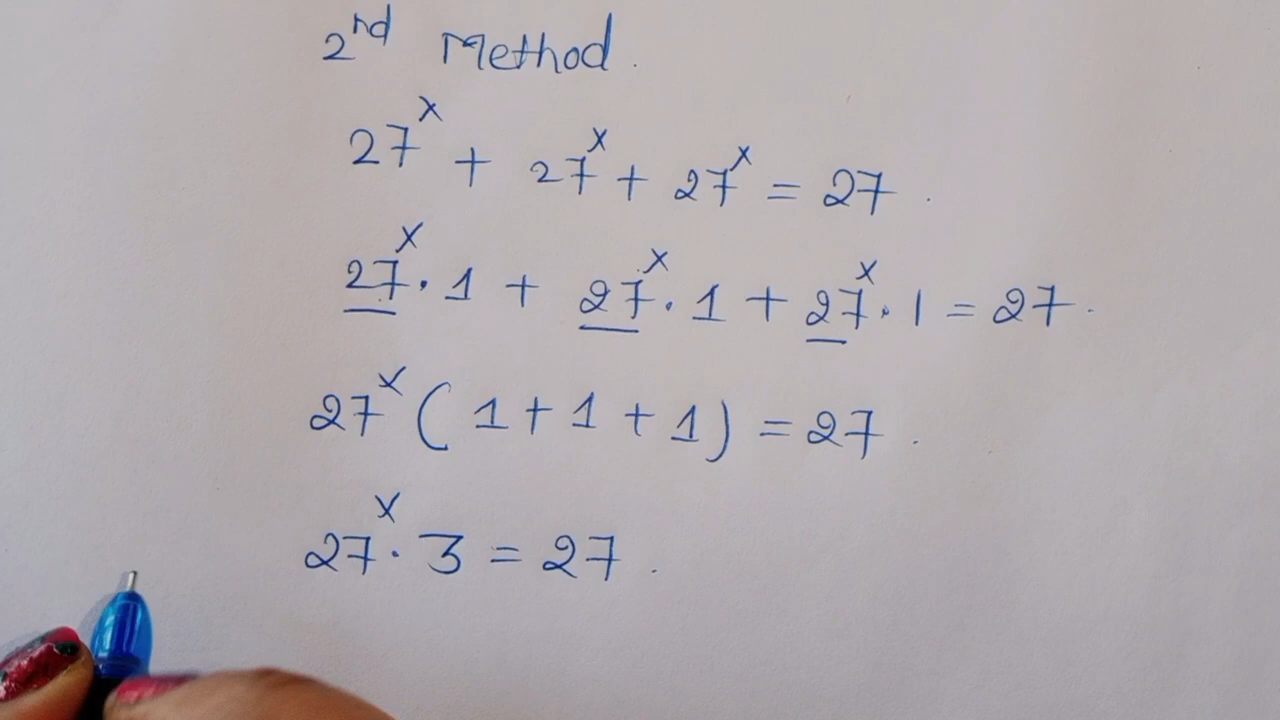 2nd Method.
27^x + 27^x + 27^x = 27.
27^x · 1 + 27^x · 1 + 27^x · 1 = 27.
27^x (1 + 1 + 1) = 27.
27^x · 3 = 27.